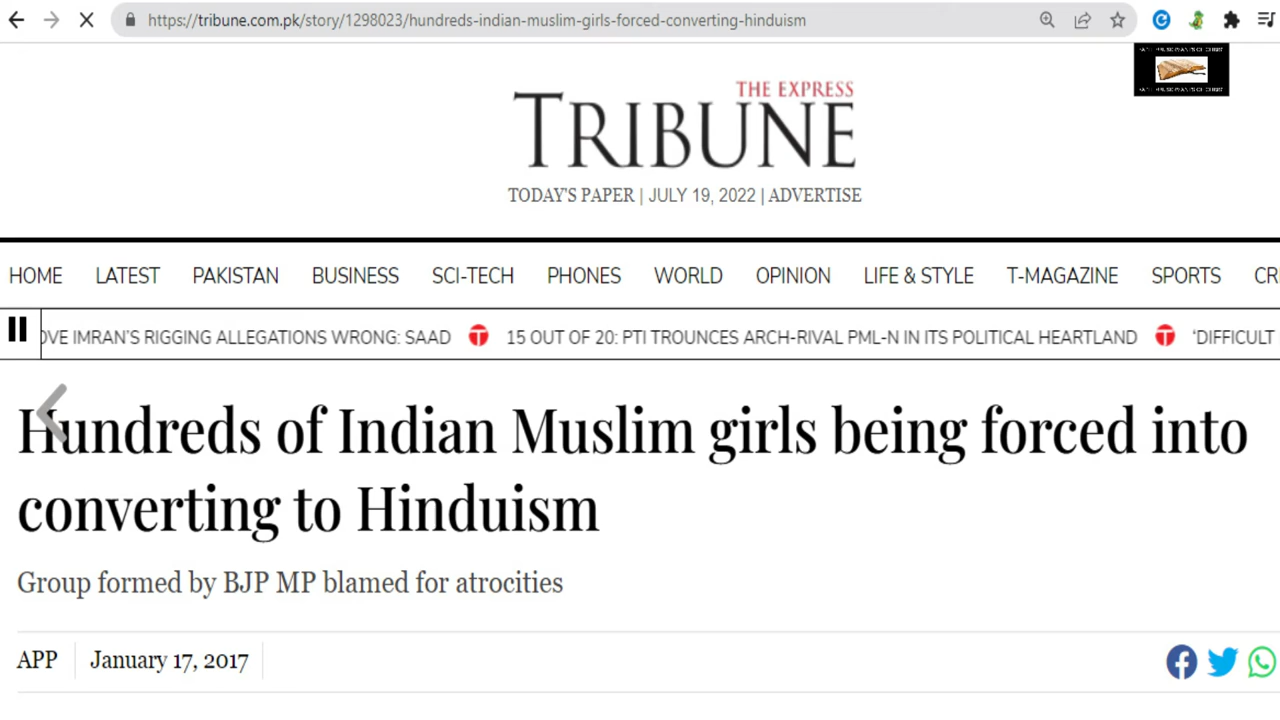 https://tribune.com.pk/story/1298023/hundreds-indian-muslim-girls-forced-converting-hinduism
THE EXPRESS
TRIBUNE
TODAY'S PAPER | JULY 19, 2022 | ADVERTISE
HOME LATEST PAKISTAN BUSINESS SCI-TECH PHONES WORLD OPINION LIFE & STYLE T-MAGAZINE SPORTS CR
OVE IMRAN'S RIGGING ALLEGATIONS WRONG: SAAD 15 OUT OF 20: PTI TROUNCES ARCH-RIVAL PML-N IN ITS POLITICAL HEARTLAND 'DIFFICULT
Hundreds of Indian Muslim girls being forced into
converting to Hinduism
Group formed by BJP MP blamed for atrocities
APP January 17, 2017